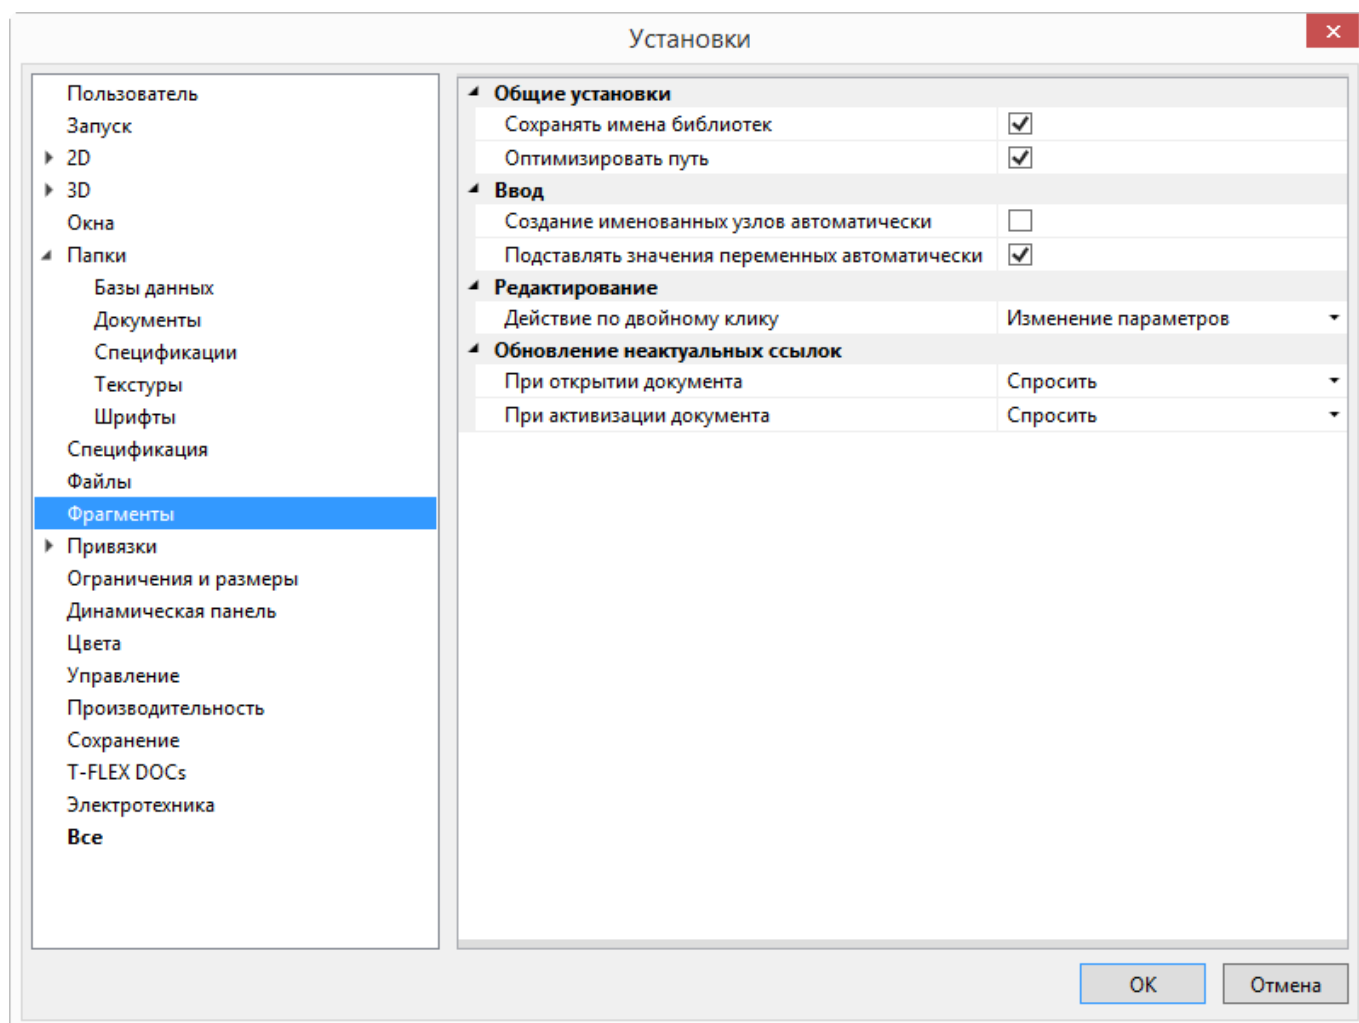 Установки
Пользователь
Запуск
2D
3D
Окна
Папки
Базы данных
Документы
Спецификации
Текстуры
Шрифты
Спецификация
Файлы
Фрагменты
Привязки
Ограничения и размеры
Динамическая панель
Цвета
Управление
Производительность
Сохранение
T-FLEX DOCs
Электротехника
Все
Общие установки
Сохранять имена библиотек
Оптимизировать путь
Ввод
Создание именованных узлов автоматически
Подставлять значения переменных автоматически
Редактирование
Действие по двойному клику Изменение параметров
Обновление неактуальных ссылок
При открытии документа Спросить
При активизации документа Спросить
ОК Отмена